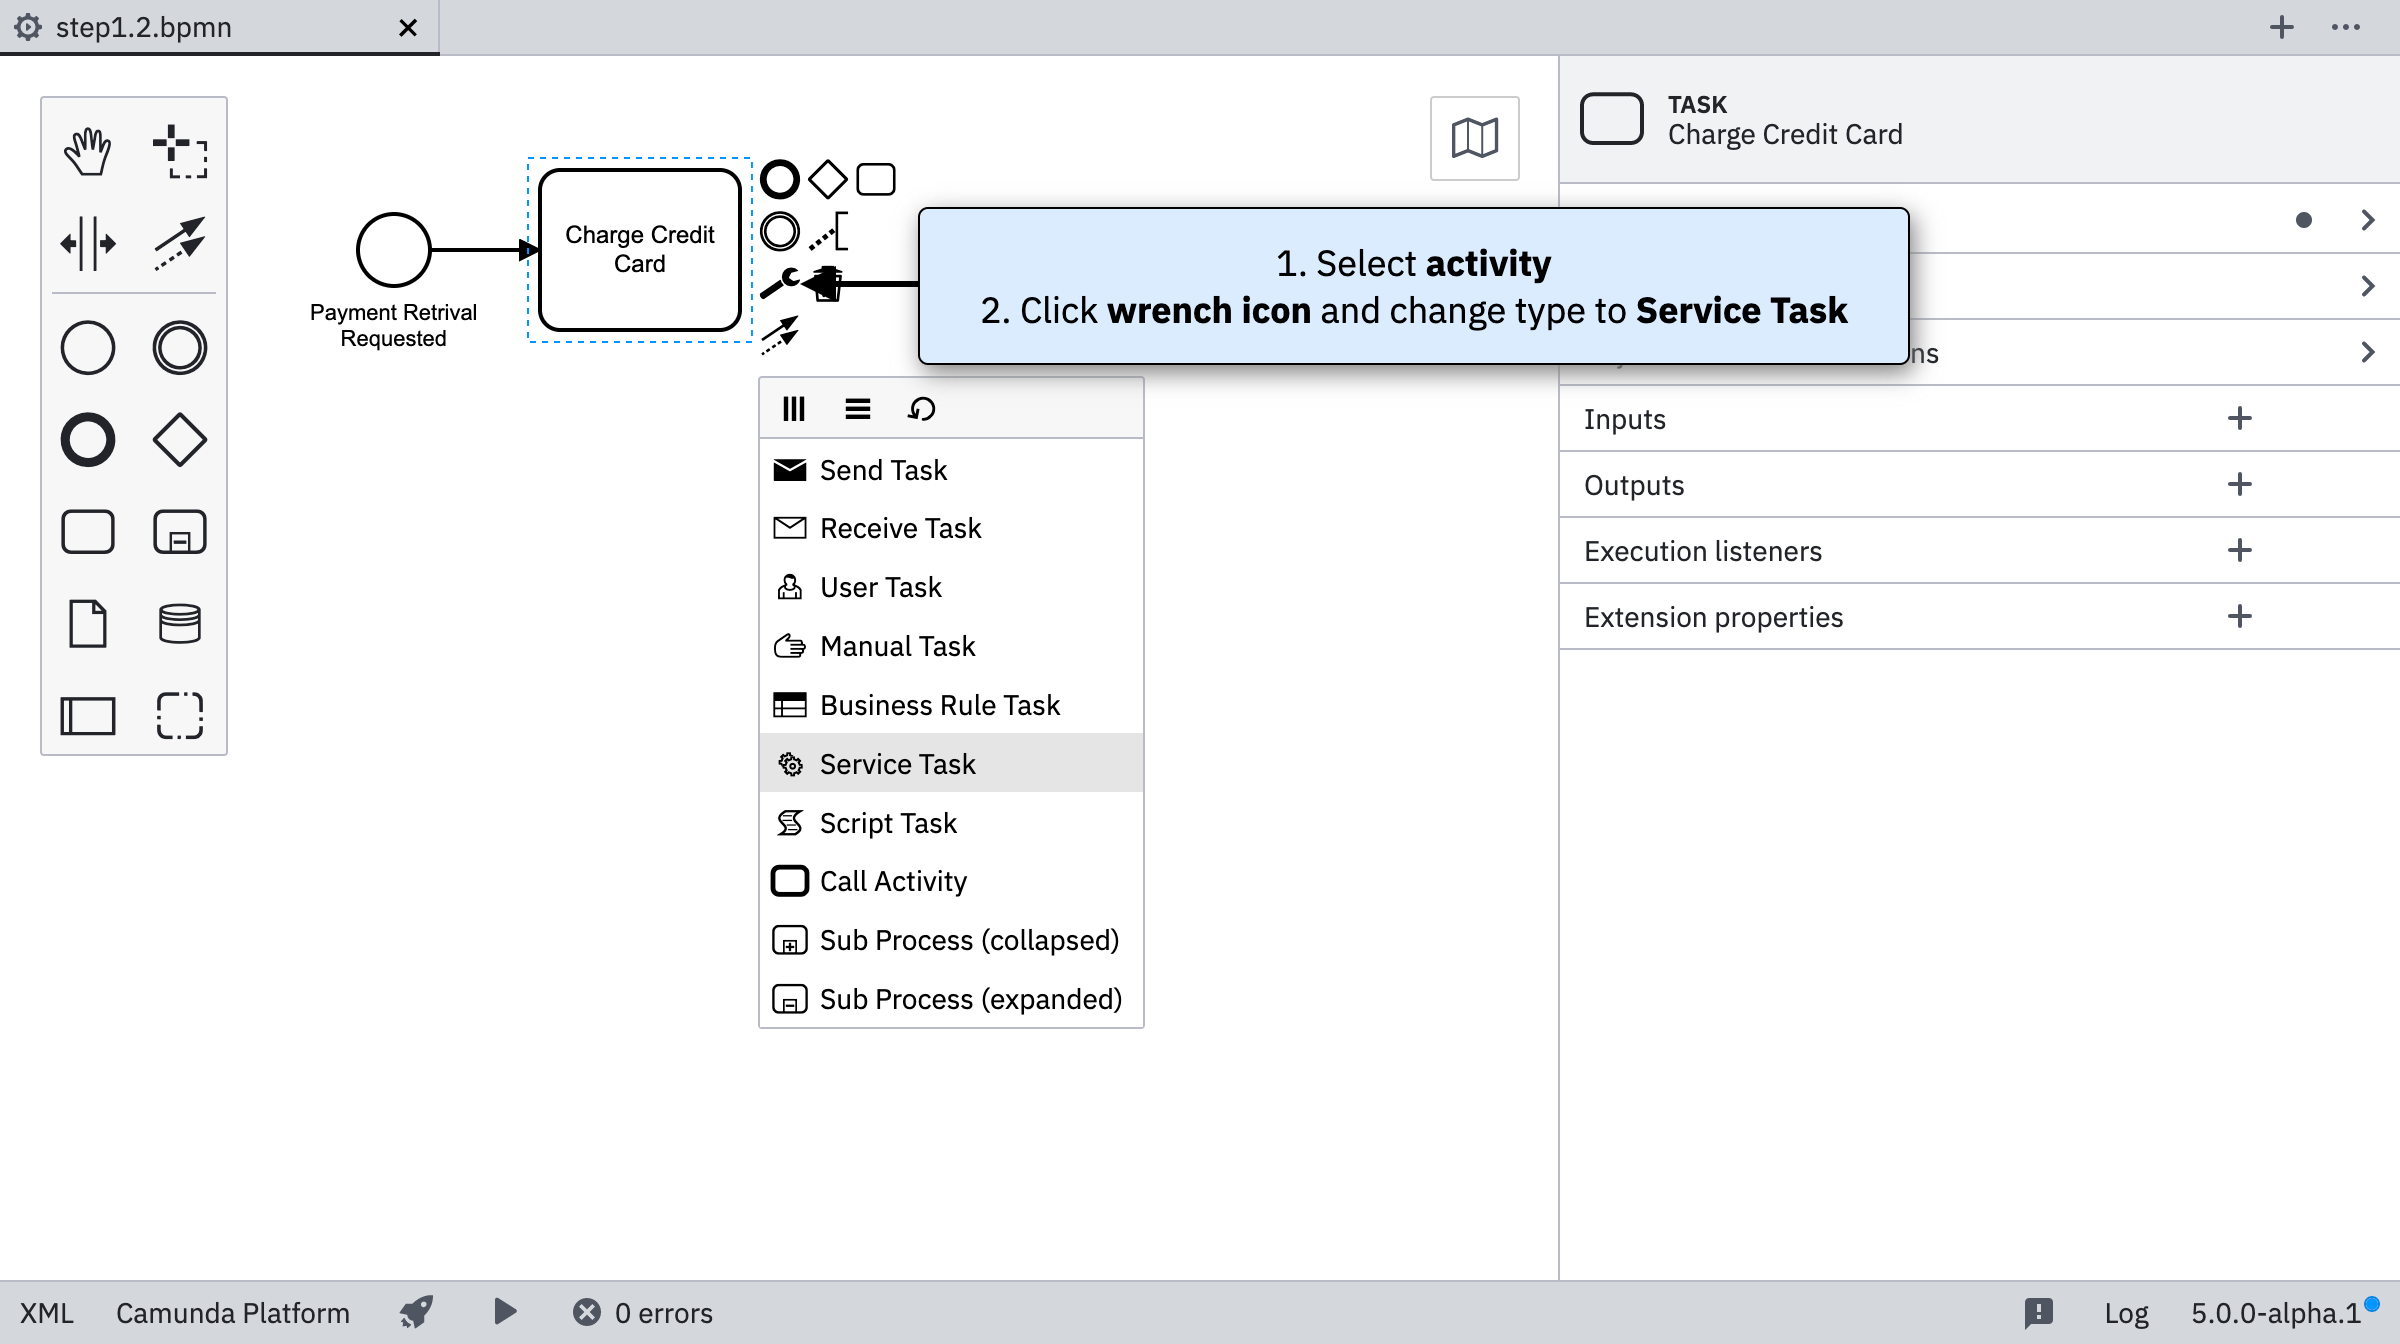 step1.2.bpmn
TASK
Charge Credit Card
Charge Credit
Card
Payment Retrival
Requested
1. Select activity
2. Click wrench icon and change type to Service Task
Send Task
Receive Task
User Task
Manual Task
Business Rule Task
Service Task
Script Task
Call Activity
Sub Process (collapsed)
Sub Process (expanded)
Inputs
Outputs
Execution listeners
Extension properties
XML
Camunda Platform
0 errors
Log
5.0.0-alpha.1